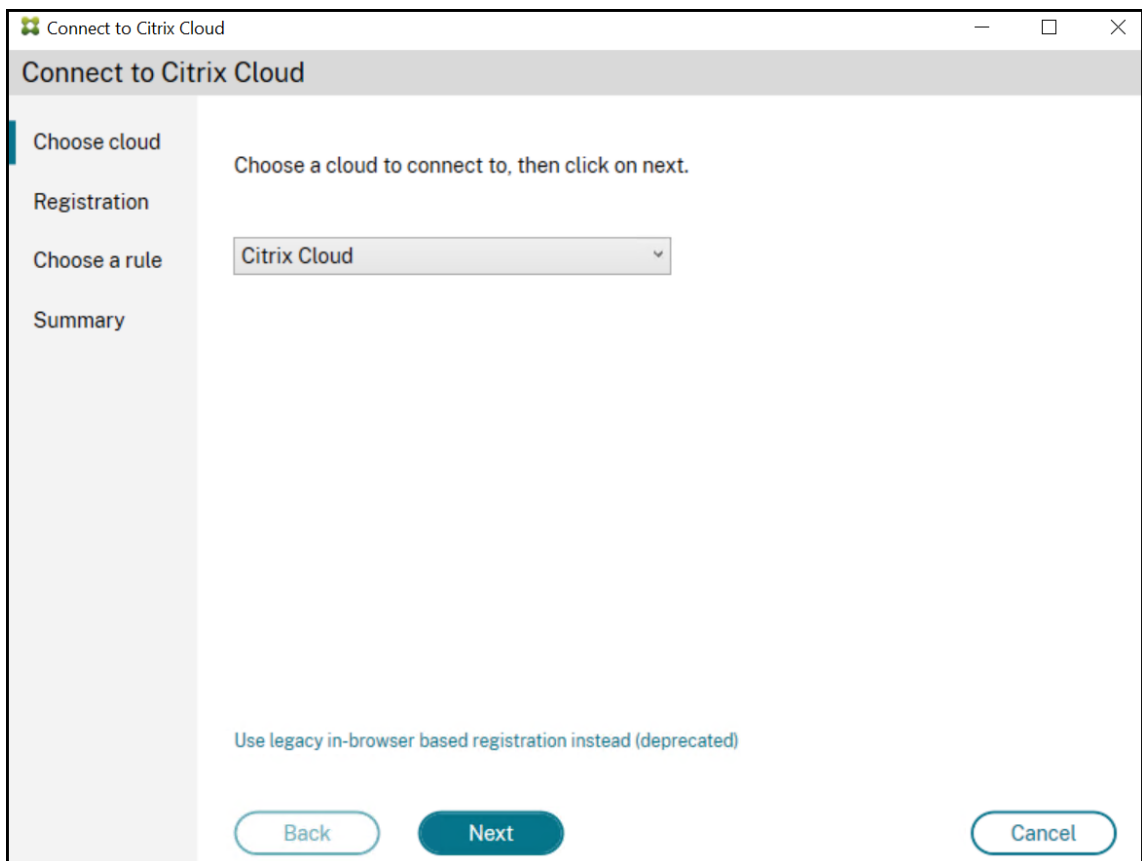 Connect to Citrix Cloud
Connect to Citrix Cloud
Choose cloud
Registration
Choose a rule
Summary
Choose a cloud to connect to, then click on next.
Citrix Cloud
Use legacy in-browser based registration instead (deprecated)
Back
Next
Cancel